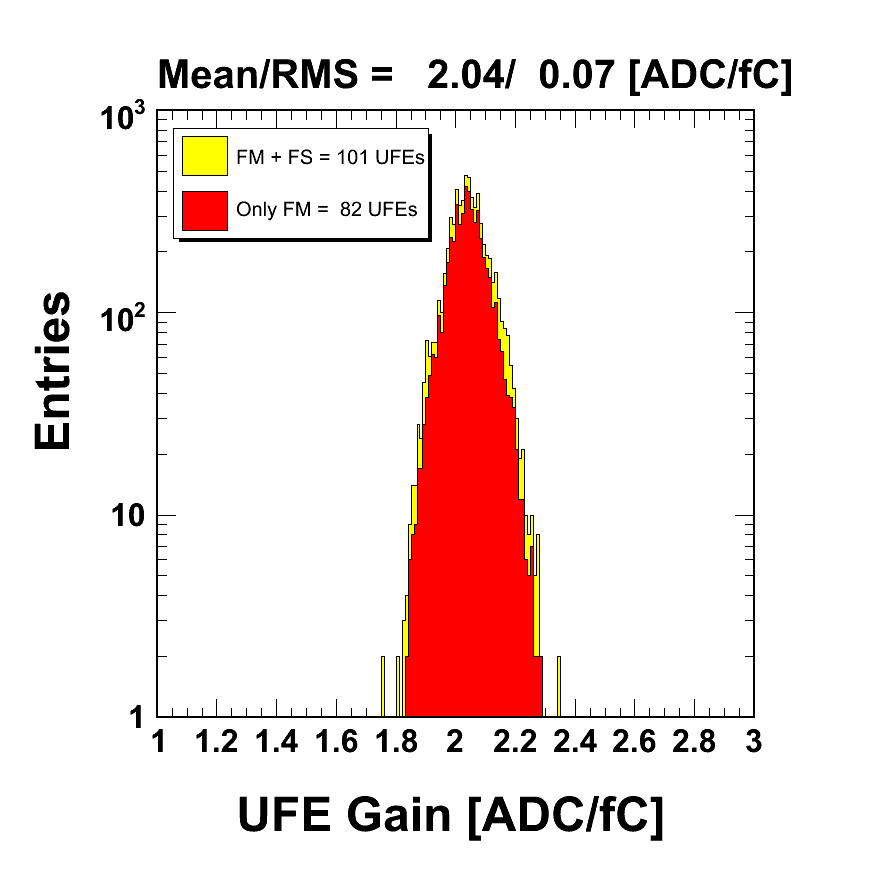 Mean/RMS = 2.04/ 0.07 [ADC/fC]
10³
FM + FS = 101 UFEs
Only FM = 82 UFEs
10²
Entries
10
1
1 1.2 1.4 1.6 1.8 2 2.2 2.4 2.6 2.8 3
UFE Gain [ADC/fC]